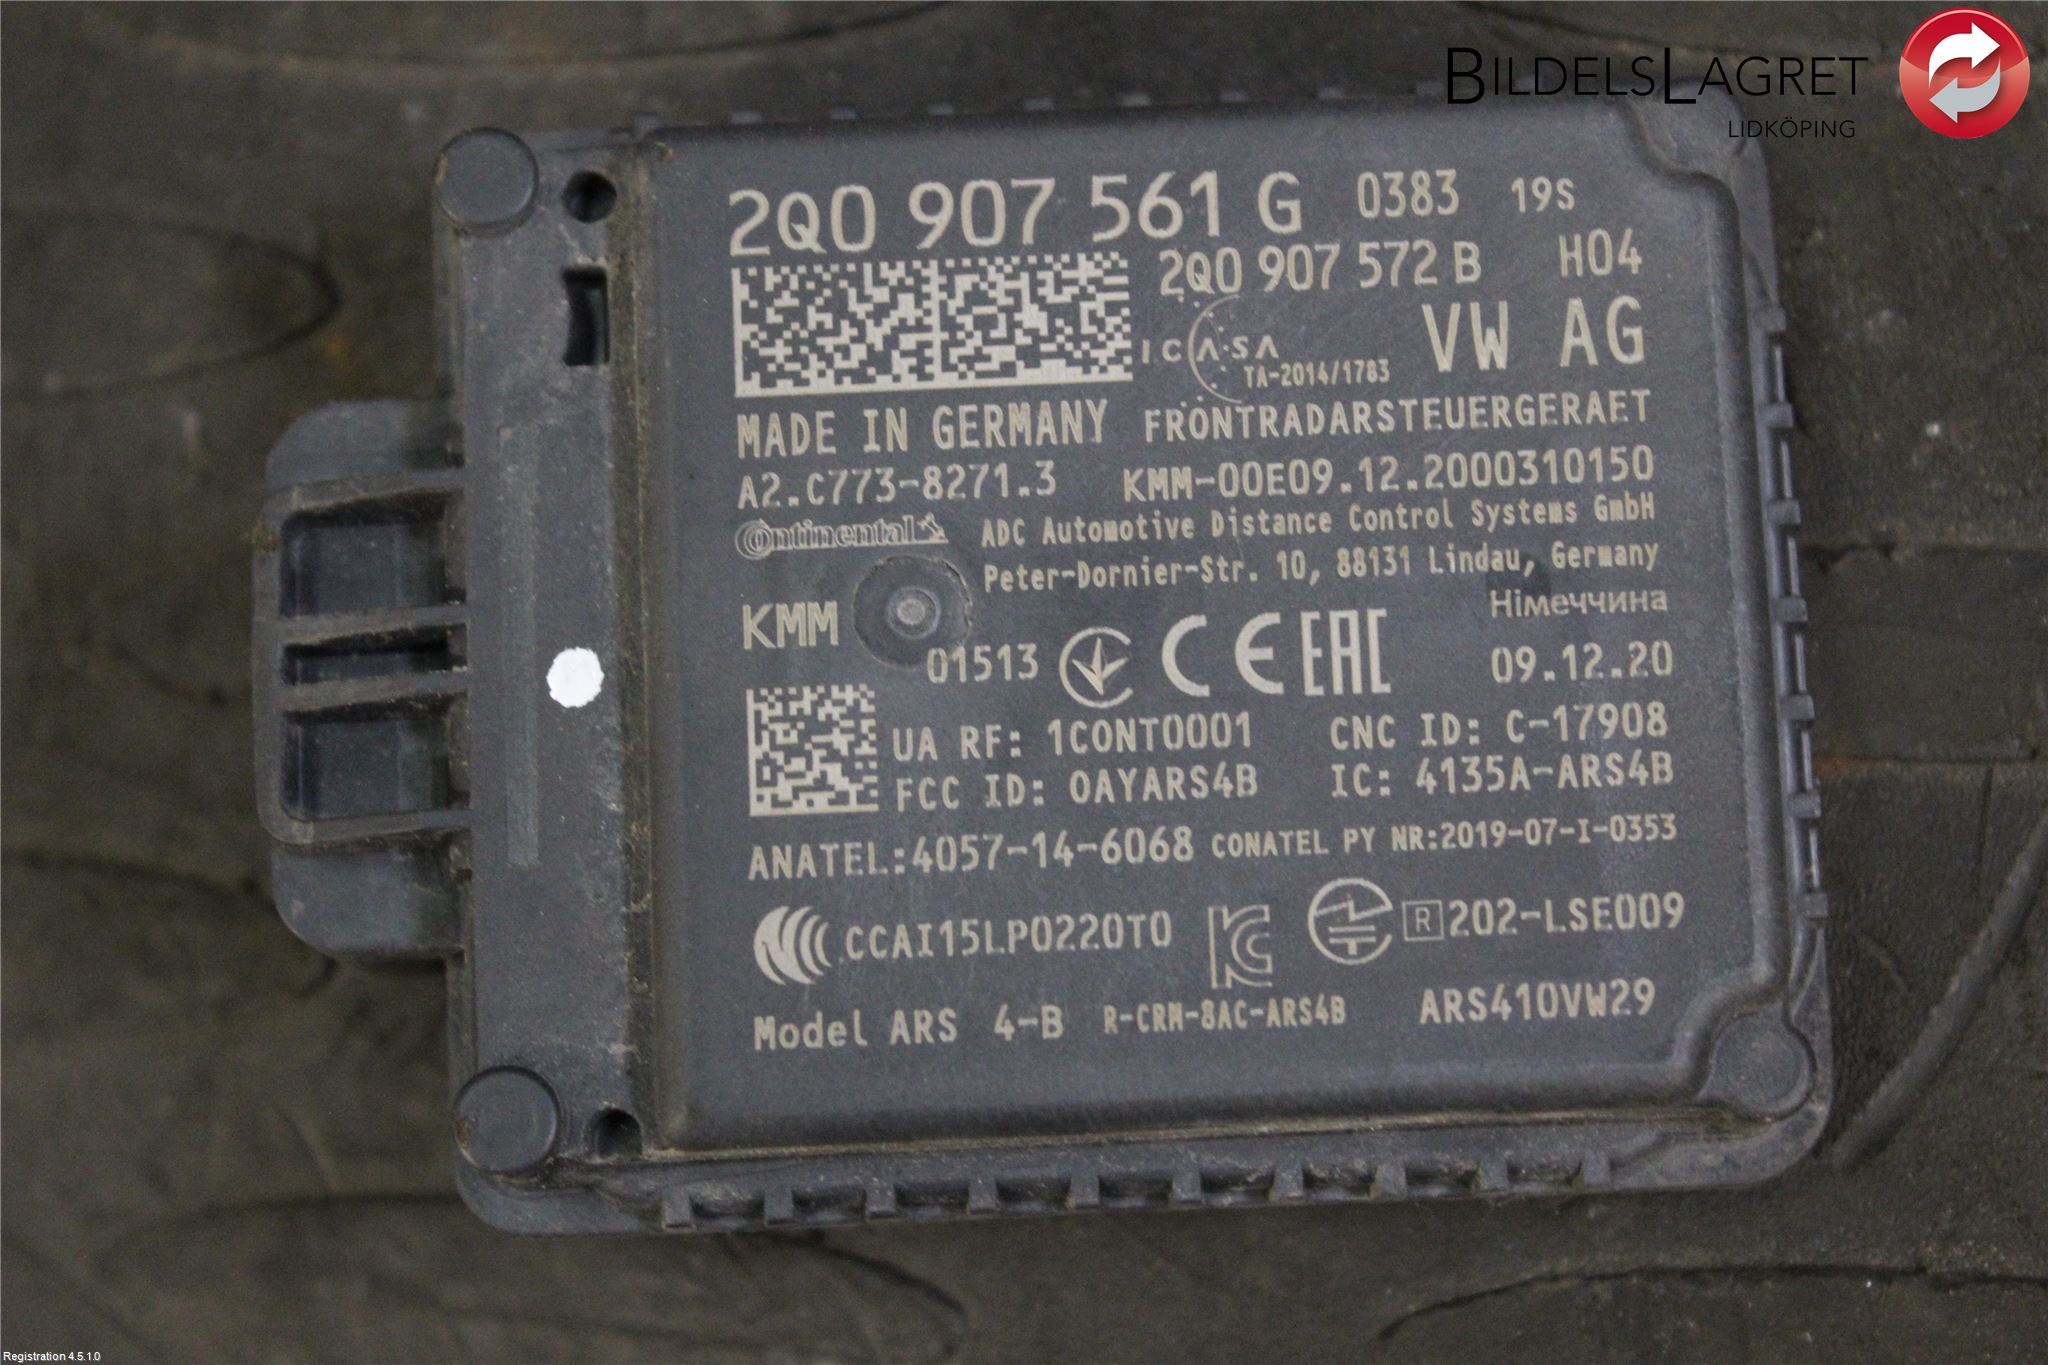 BILDELSLAGRET
LIDKÖPING
2Q0 907 561 G 0383 19S
2Q0 907 572 B H04
ICASA VW AG
TA-2014/1783
MADE IN GERMANY FRONTRADARSTEUERGERAET
A2.C773-8271.3 KMM-00E09.12.2000310150
Continental ADC Automotive Distance Control Systems GmbH
Peter-Dornier-Str. 10, 88131 Lindau, Germany
KMM Німеччина
01513 CE EAC 09.12.20
UA RF: 1CONT0001 CNC ID: C-17908
FCC ID: OAYARS4B IC: 4135A-ARS4B
ANATEL:4057-14-6068 CONATEL PY NR:2019-07-I-0353
CCAI15LP0220T0 KC R 202-LSE009
Model ARS 4-B R-CRM-8AC-ARS4B ARS410VW29
Registration 4.5.1.0